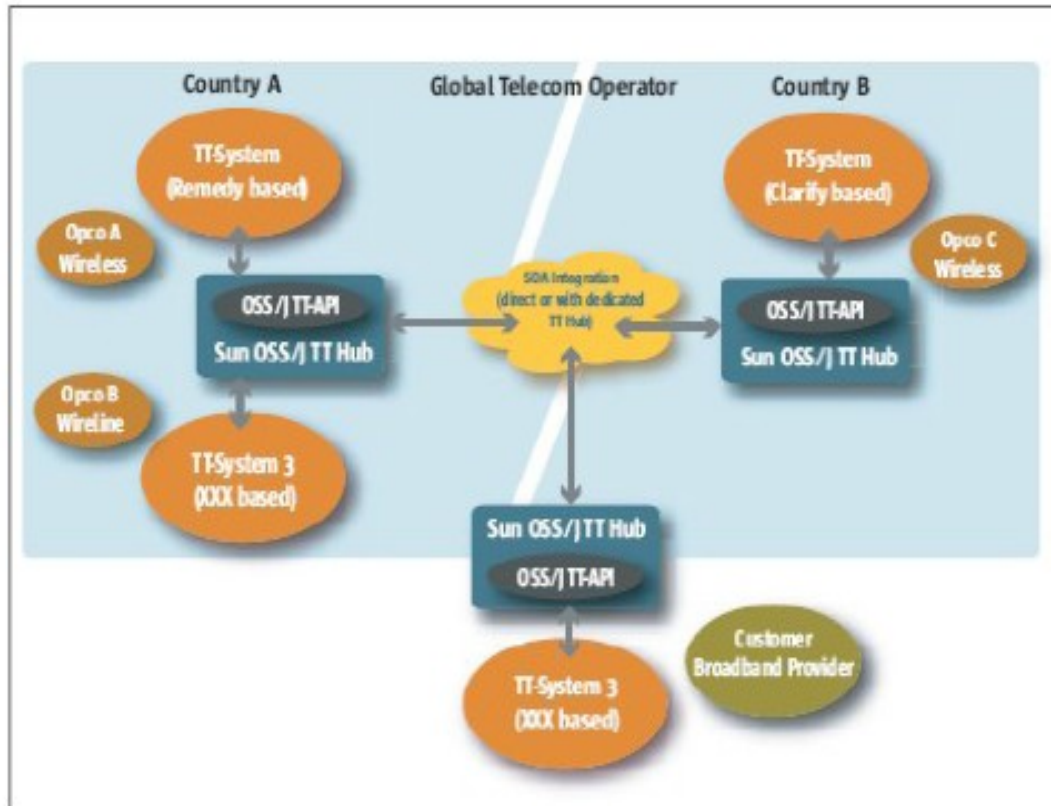 Country A
Global Telecom Operator
Country B
TT-System
(Remedy based)
TT-System
(Clarify based)
Opco A
Wireless
Opco C
Wireless
SOA Integration
(direct or with dedicated
TT Hub)
OSS/J TT-API
Sun OSS/J TT Hub
OSS/J TT-API
Sun OSS/J TT Hub
Opco B
Wireline
TT-System 3
(XXX based)
Sun OSS/J TT Hub
OSS/J TT-API
Customer
Broadband Provider
TT-System 3
(XXX based)